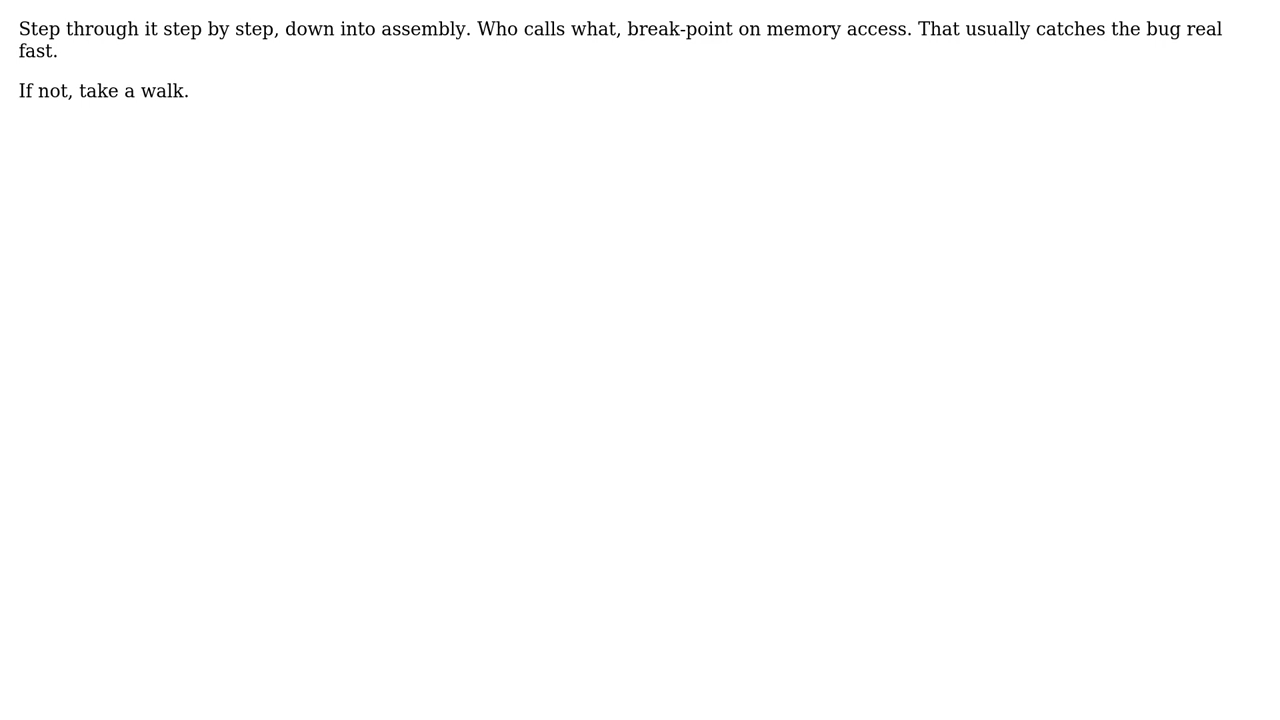 Step through it step by step, down into assembly. Who calls what, break-point on memory access. That usually catches the bug real
fast.
If not, take a walk.